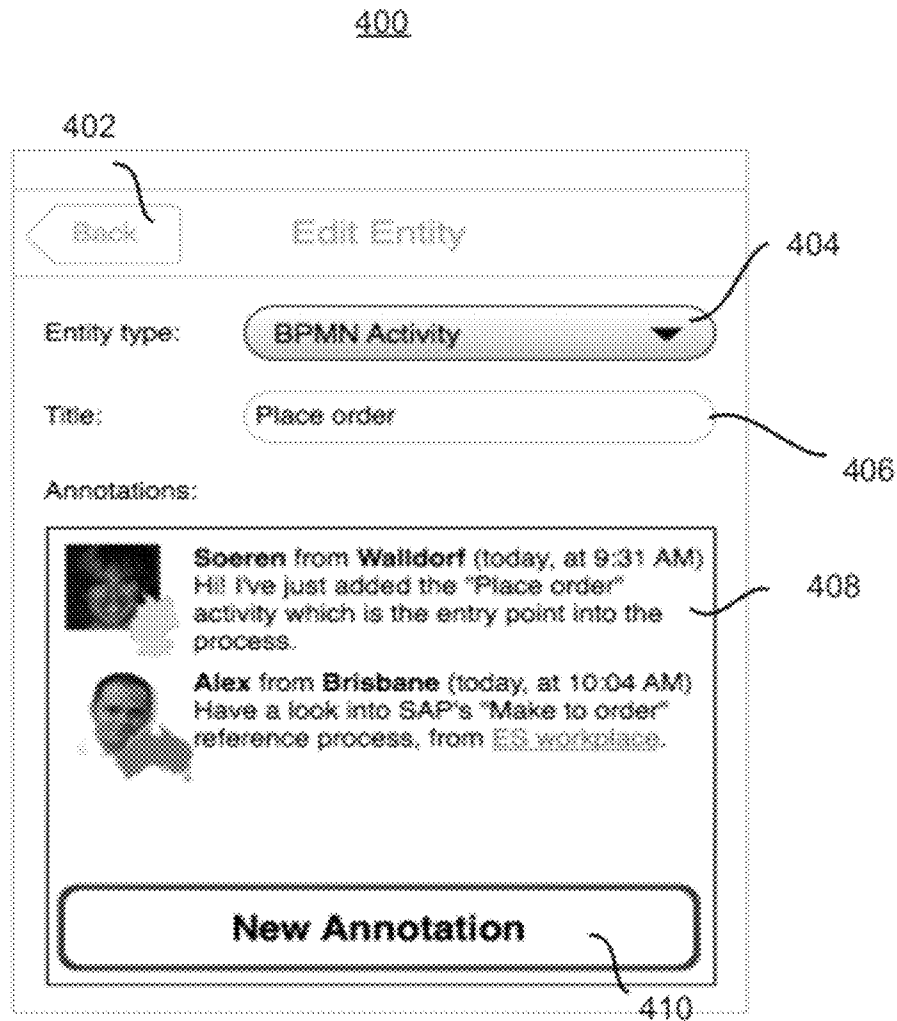 400
402
Back
Edit Entity
404
Entity type:
BPMN Activity
Title:
Place order
406
Annotations:
Soeren from Walldorf (today, at 9:31 AM)
Hi! I've just added the "Place order"
activity which is the entry point into the
process.
408
Alex from Brisbane (today, at 10:04 AM)
Have a look into SAP's "Make to order"
reference process, from ES workplace.
New Annotation
410